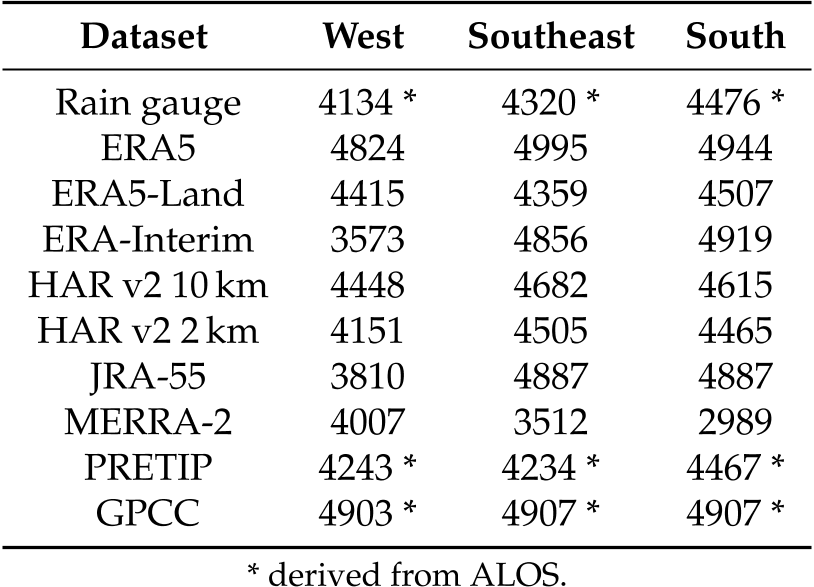 Dataset West Southeast South
Rain gauge 4134 * 4320 * 4476 *
ERA5 4824 4995 4944
ERA5-Land 4415 4359 4507
ERA-Interim 3573 4856 4919
HAR v2 10 km 4448 4682 4615
HAR v2 2 km 4151 4505 4465
JRA-55 3810 4887 4887
MERRA-2 4007 3512 2989
PRETIP 4243 * 4234 * 4467 *
GPCC 4903 * 4907 * 4907 *
* derived from ALOS.